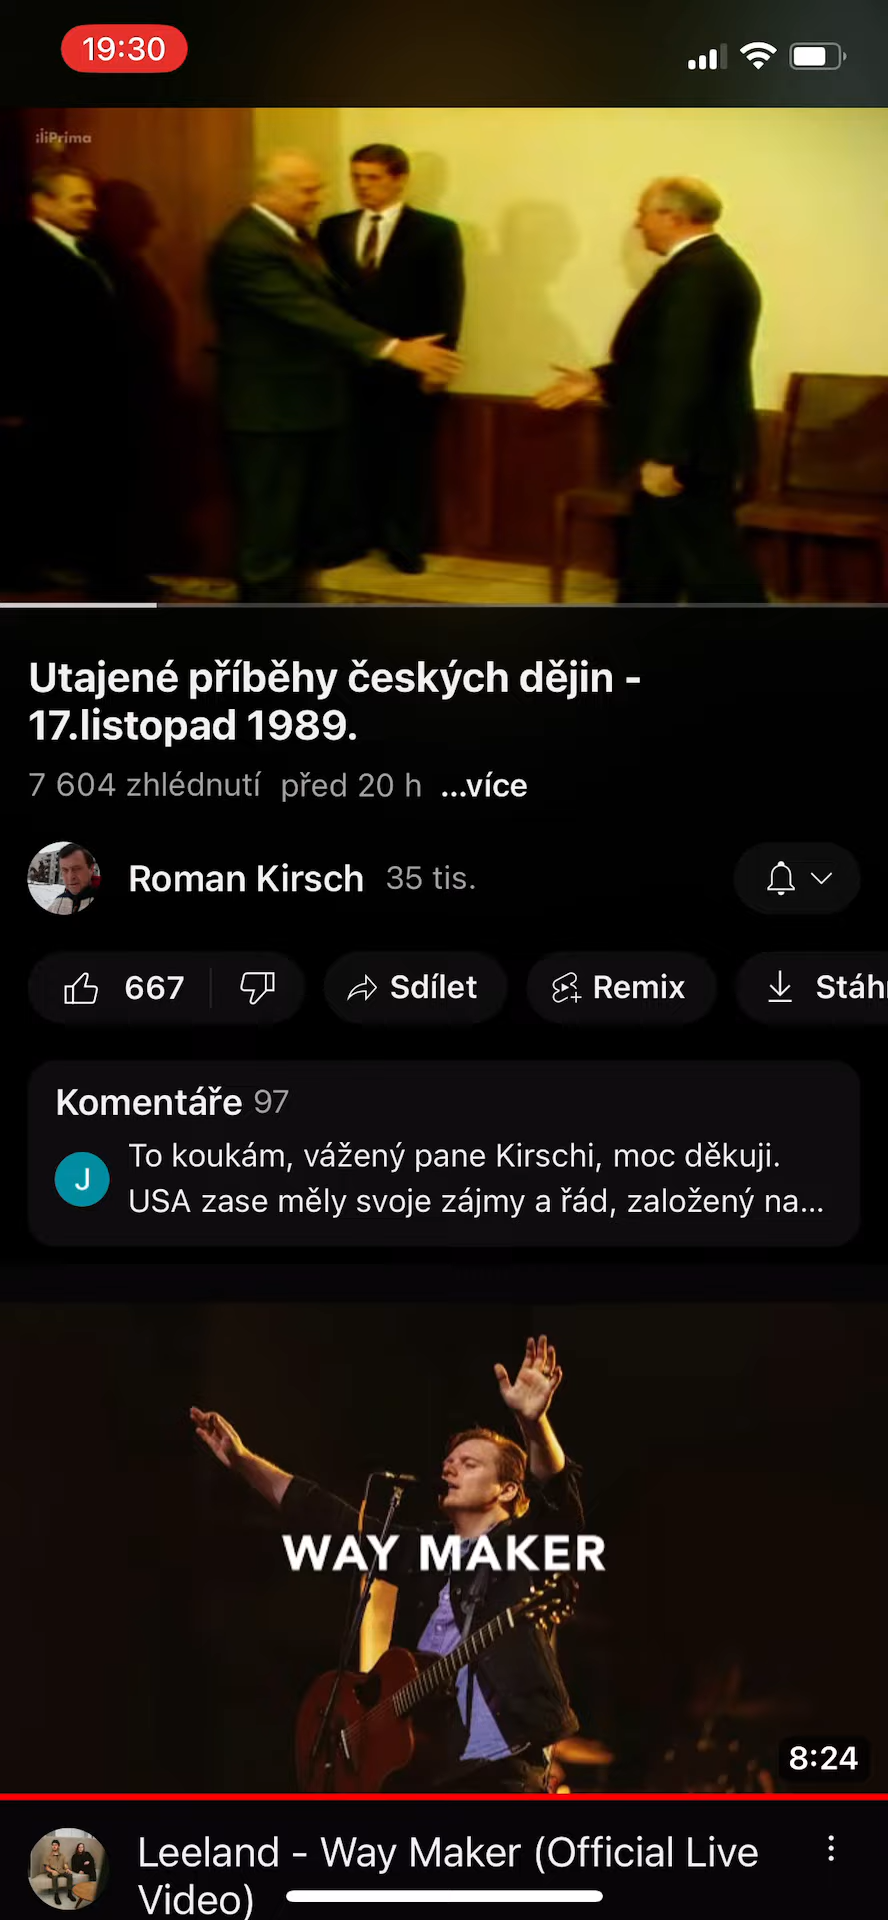 19:30
Prima
Utajené příběhy českých dějin -
17.listopad 1989.
7 604 zhlédnutí před 20 h ...více
Roman Kirsch 35 tis.
667 Sdílet Remix Stáh
Komentáře 97
J
To koukám, vážený pane Kirschi, moc děkuji.
USA zase měly svoje zájmy a řád, založený na...
WAY MAKER
8:24
Leeland - Way Maker (Official Live
Video)